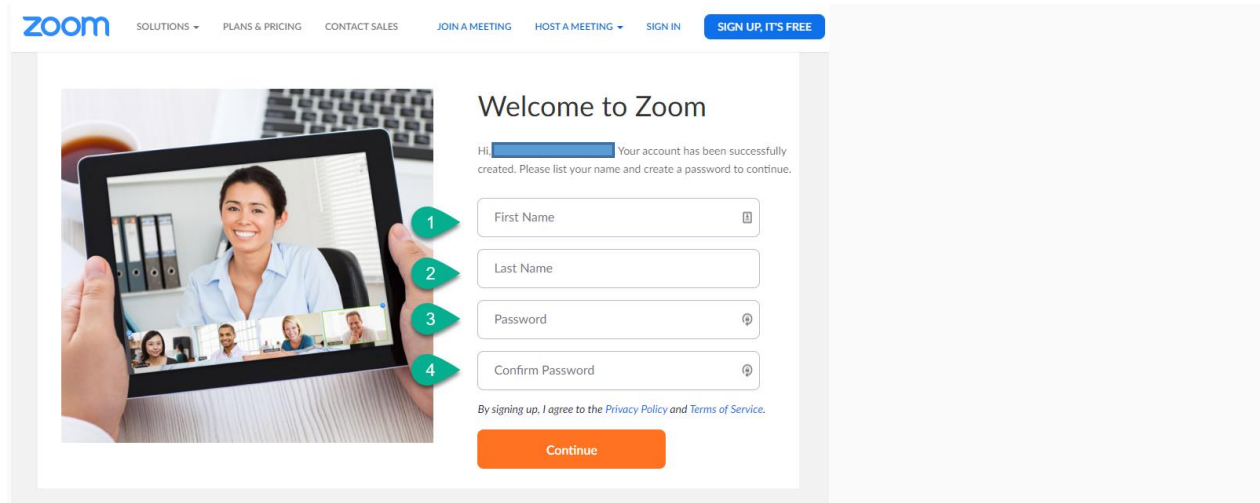 zoom SOLUTIONS PLANS & PRICING CONTACT SALES JOIN A MEETING HOST A MEETING SIGN IN SIGN UP, IT'S FREE
Welcome to Zoom
Hi, Your account has been successfully
created. Please list your name and create a password to continue.
1 First Name
2 Last Name
3 Password
4 Confirm Password
By signing up, I agree to the Privacy Policy and Terms of Service.
Continue